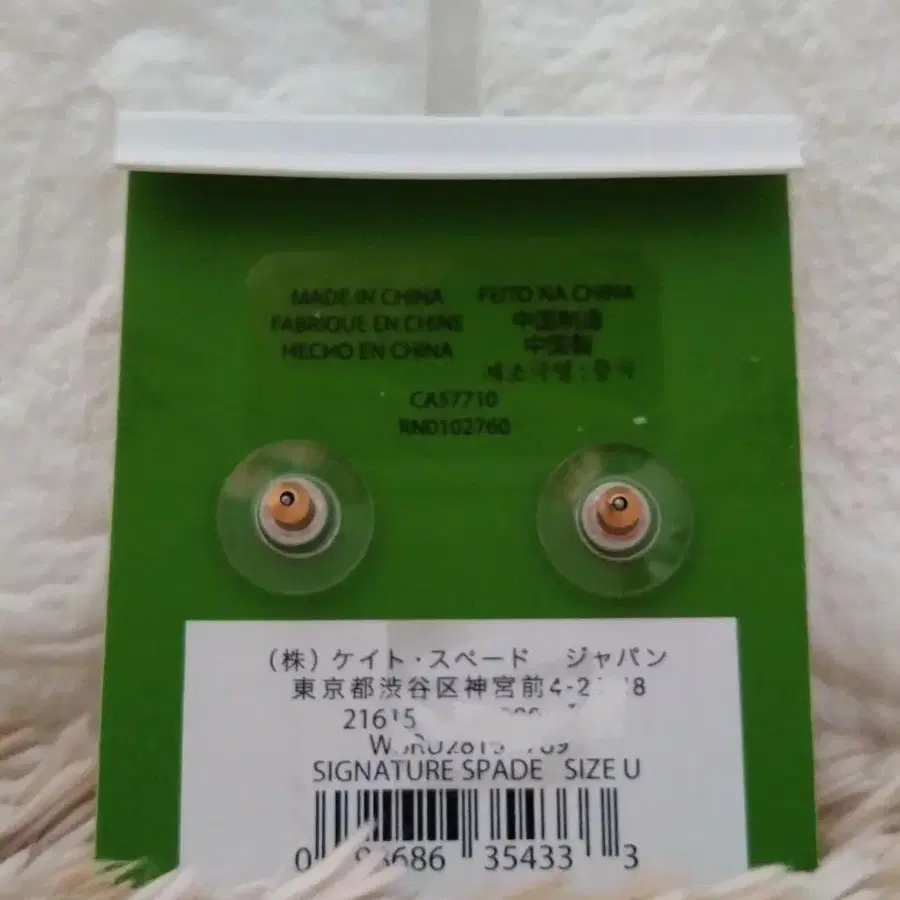 MADE IN CHINA
FABRIQUE EN CHINE
HECHO EN CHINA
FEITO NA CHINA
中国制造
中国製
제조국명 : 중국
CA57710
RN0102760
(株) ケイト・スペード ジャパン
東京都渋谷区神宮前
SIGNATURE SPADE SIZE U
35433 3